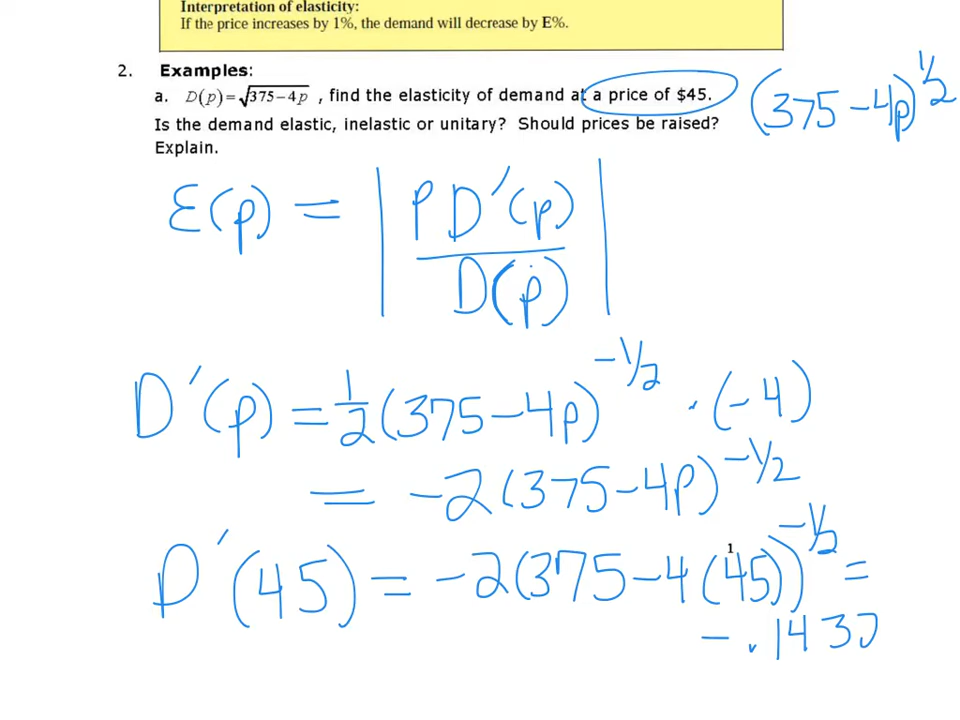 Interpretation of elasticity:
If the price increases by 1%, the demand will decrease by E%.
2. Examples:
a. D(p)=√375-4p , find the elasticity of demand at a price of $45. (375-4p)^1/2
Is the demand elastic, inelastic or unitary? Should prices be raised?
Explain.
E(p) = | PD'(p) / D(p) |
D'(p) = 1/2 (375-4p)^-1/2 · (-4)
= -2(375-4p)^-1/2
D'(45) = -2(375-4(45))^-1/2 =
-.1432